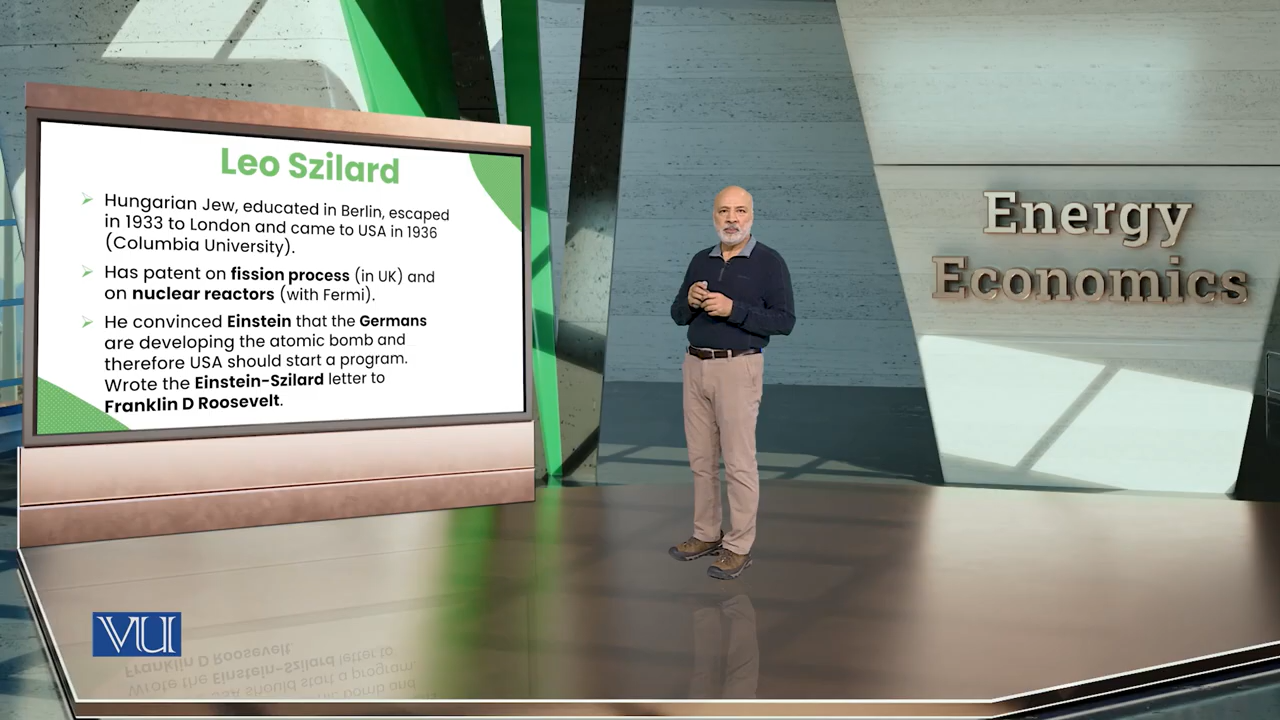 Leo Szilard
Hungarian Jew, educated in Berlin, escaped
in 1933 to London and came to USA in 1936
(Columbia University).
Has patent on fission process (in UK) and
on nuclear reactors (with Fermi).
He convinced Einstein that the Germans
are developing the atomic bomb and
therefore USA should start a program.
Wrote the Einstein-Szilard letter to
Franklin D Roosevelt.
Energy
Economics
VU